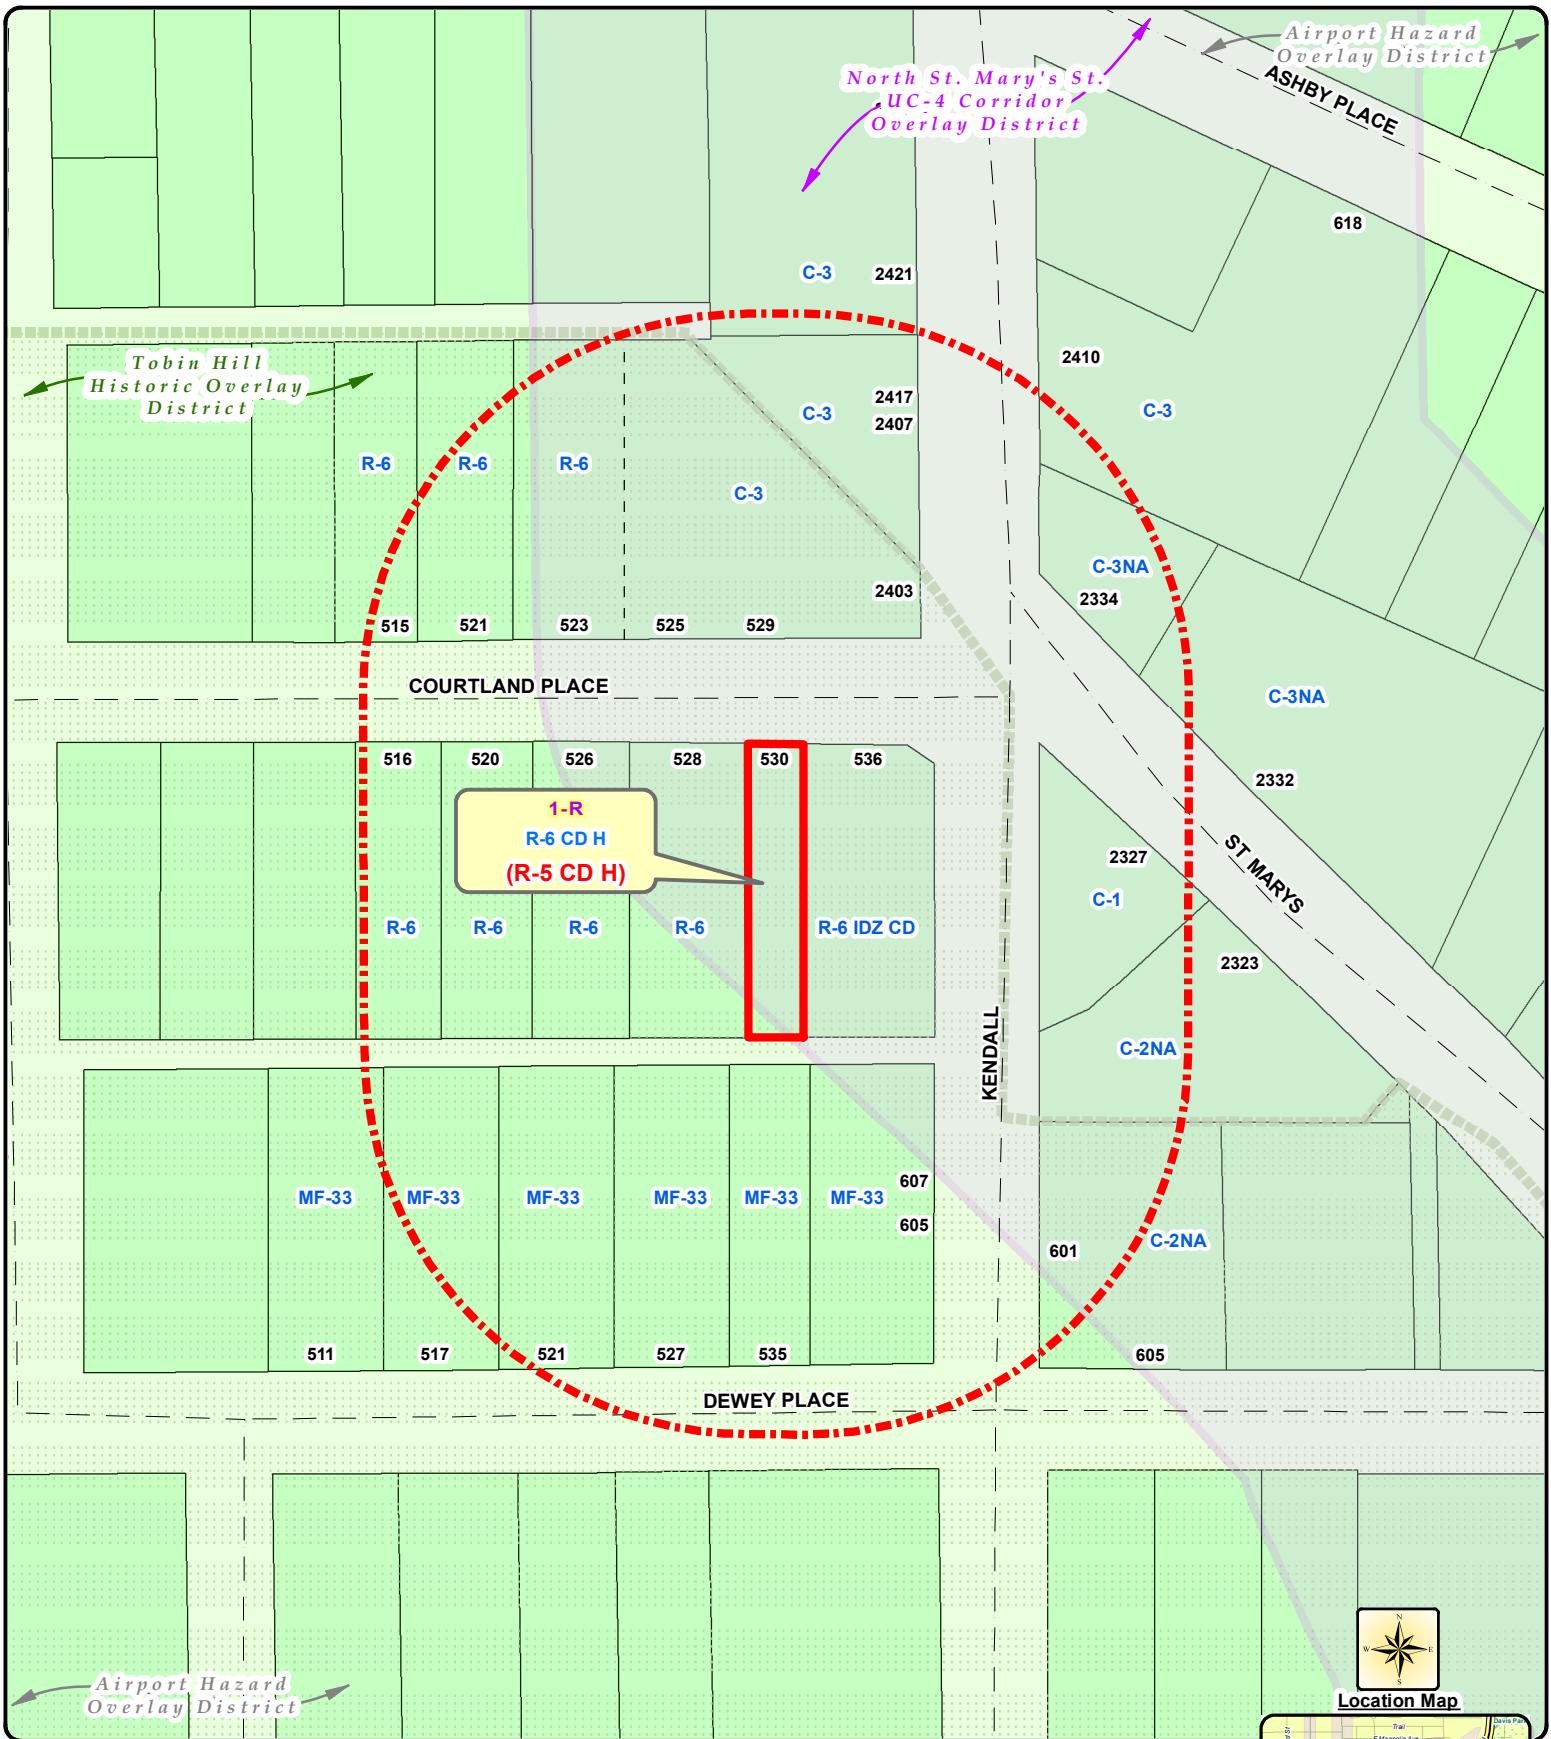 Airport Hazard
Overlay District
North St. Mary's St.
UC-4 Corridor
Overlay District
ASHBY PLACE
618
C-3
2421
Tobin Hill
Historic Overlay
District
2410
2417
C-3
C-3
2407
R-6
R-6
R-6
C-3
C-3NA
2403
2334
515
521
523
525
529
COURTLAND PLACE
C-3NA
516
520
526
528
530
536
2332
1-R
R-6 CD H
(R-5 CD H)
2327
ST MARYS
C-1
R-6
R-6
R-6
R-6
R-6 IDZ CD
2323
KENDALL
C-2NA
607
MF-33
MF-33
MF-33
MF-33
MF-33
MF-33
605
601
C-2NA
511
517
521
527
535
605
DEWEY PLACE
N
W
E
S
Airport Hazard
Overlay District
Location Map
Davis Park
Trail
E Magnolia Ave